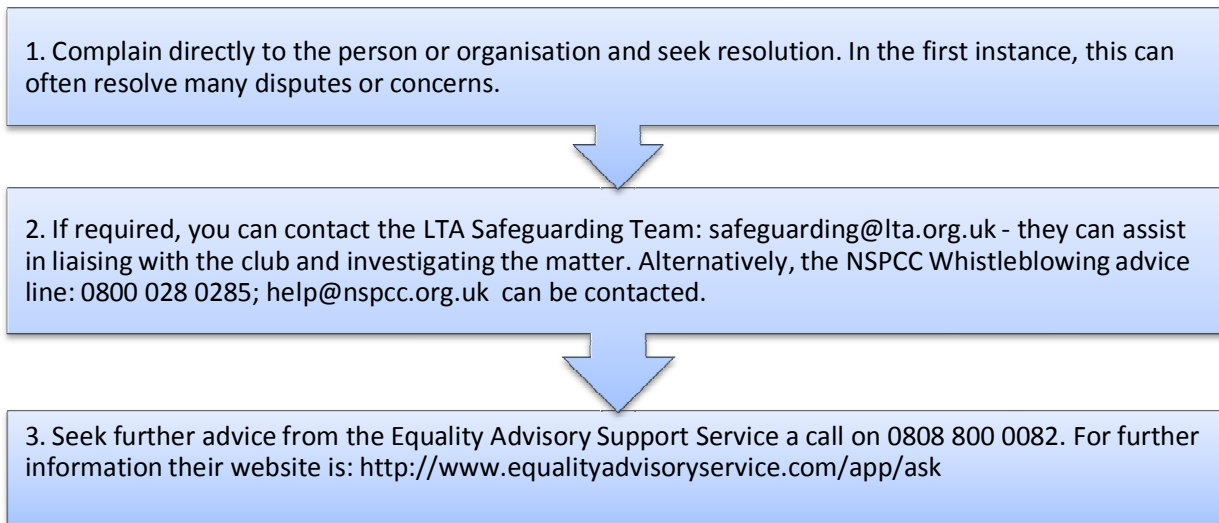 1. Complain directly to the person or organisation and seek resolution. In the first instance, this can
often resolve many disputes or concerns.
2. If required, you can contact the LTA Safeguarding Team: safeguarding@lta.org.uk - they can assist
in liaising with the club and investigating the matter. Alternatively, the NSPCC Whistleblowing advice
line: 0800 028 0285; help@nspcc.org.uk can be contacted.
3. Seek further advice from the Equality Advisory Support Service a call on 0808 800 0082. For further
information their website is: http://www.equalityadvisoryservice.com/app/ask